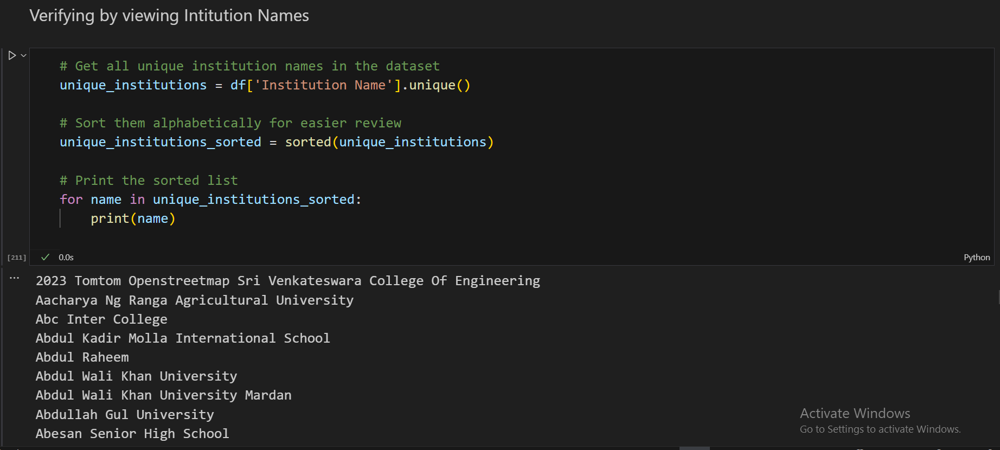 Verifying by viewing Intitution Names
# Get all unique institution names in the dataset
unique_institutions = df['Institution Name'].unique()
# Sort them alphabetically for easier review
unique_institutions_sorted = sorted(unique_institutions)
# Print the sorted list
for name in unique_institutions_sorted:
    print(name)
[211]
0.0s
Python
...
2023 Tomtom Openstreetmap Sri Venkateswara College Of Engineering
Aacharya Ng Ranga Agricultural University
Abc Inter College
Abdul Kadir Molla International School
Abdul Raheem
Abdul Wali Khan University
Abdul Wali Khan University Mardan
Abdullah Gul University
Abesan Senior High School
Activate Windows
Go to Settings to activate Windows.